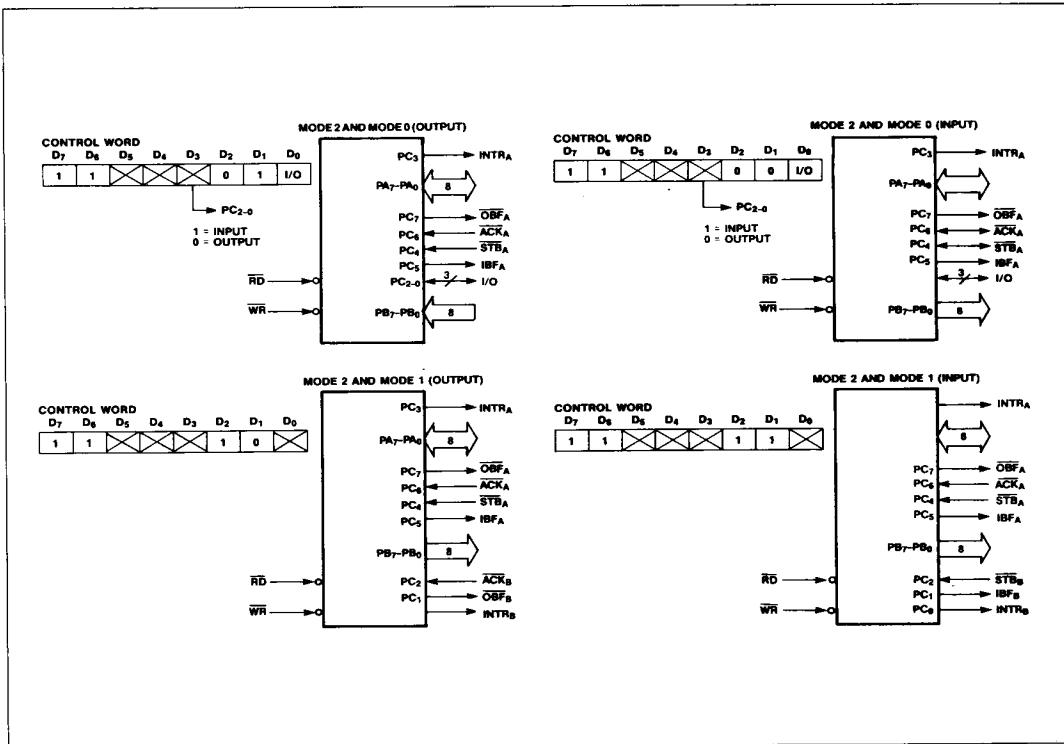 MODE 2 AND MODE 0 (OUTPUT)
CONTROL WORD
D7 D6 D5 D4 D3 D2 D1 D0
1 1 0 1 I/O
PC2-0
1 = INPUT
0 = OUTPUT
PC3 INTRA
PA7-PA0 8
PC7 OBFA
PC6 ACKA
PC4 STBA
PC5 IBFA
PC2-0 3 I/O
PB7-PB0 8
RD
WR
MODE 2 AND MODE 0 (INPUT)
CONTROL WORD
D7 D6 D5 D4 D3 D2 D1 D0
1 1 0 0 I/O
PC2-0
1 = INPUT
0 = OUTPUT
PC3 INTRA
PA7-PA0
PC7 OBFA
PC6 ACKA
PC4 STBA
PC5 IBFA
3 I/O
PB7-PB0 8
RD
WR
MODE 2 AND MODE 1 (OUTPUT)
CONTROL WORD
D7 D6 D5 D4 D3 D2 D1 D0
1 1 1 0
PC3 INTRA
PA7-PA0 8
PC7 OBFA
PC6 ACKA
PC4 STBA
PC5 IBFA
PB7-PB0 8
PC2 ACKB
PC1 OBFB
INTRB
RD
WR
MODE 2 AND MODE 1 (INPUT)
CONTROL WORD
D7 D6 D5 D4 D3 D2 D1 D0
1 1 1 1
INTRA
8
PC7 OBFA
PC6 ACKA
PC4 STBA
PC5 IBFA
PB7-PB0 8
PC2 STBB
PC1 IBFB
PC0 INTRB
RD
WR